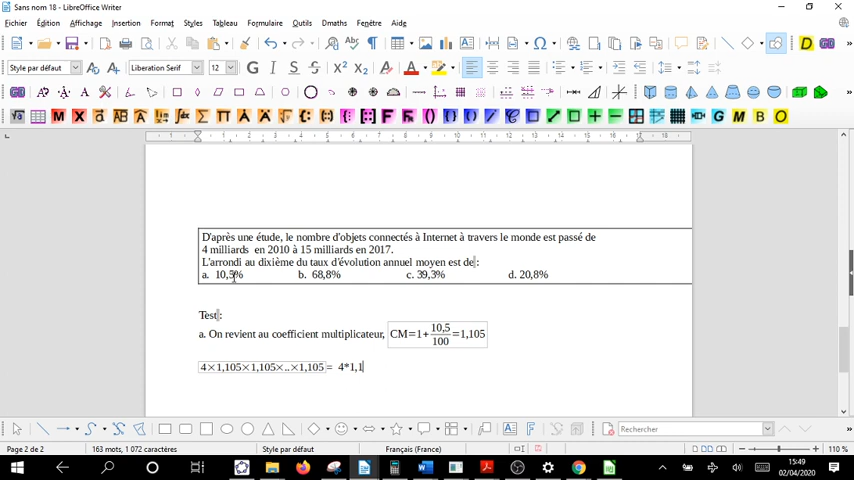 Sans nom 18 - LibreOffice Writer
Fichier Édition Affichage Insertion Format Styles Tableau Formulaire Outils Dmaths Fenêtre Aide
Style par défaut Liberation Serif 12
D'après une étude, le nombre d'objets connectés à Internet à travers le monde est passé de
4 milliards en 2010 à 15 milliards en 2017.
L'arrondi au dixième du taux d'évolution annuel moyen est de :
a. 10,5% b. 68,8% c. 39,3% d. 20,8%
Test :
a. On revient au coefficient multiplicateur, CM=1+10,5/100=1,105
4×1,105×1,105×..×1,105 = 4*1,1
Rechercher
Page 2 de 2 163 mots, 1 072 caractères Style par défaut Français (France) 110 %
15:49
02/04/2020